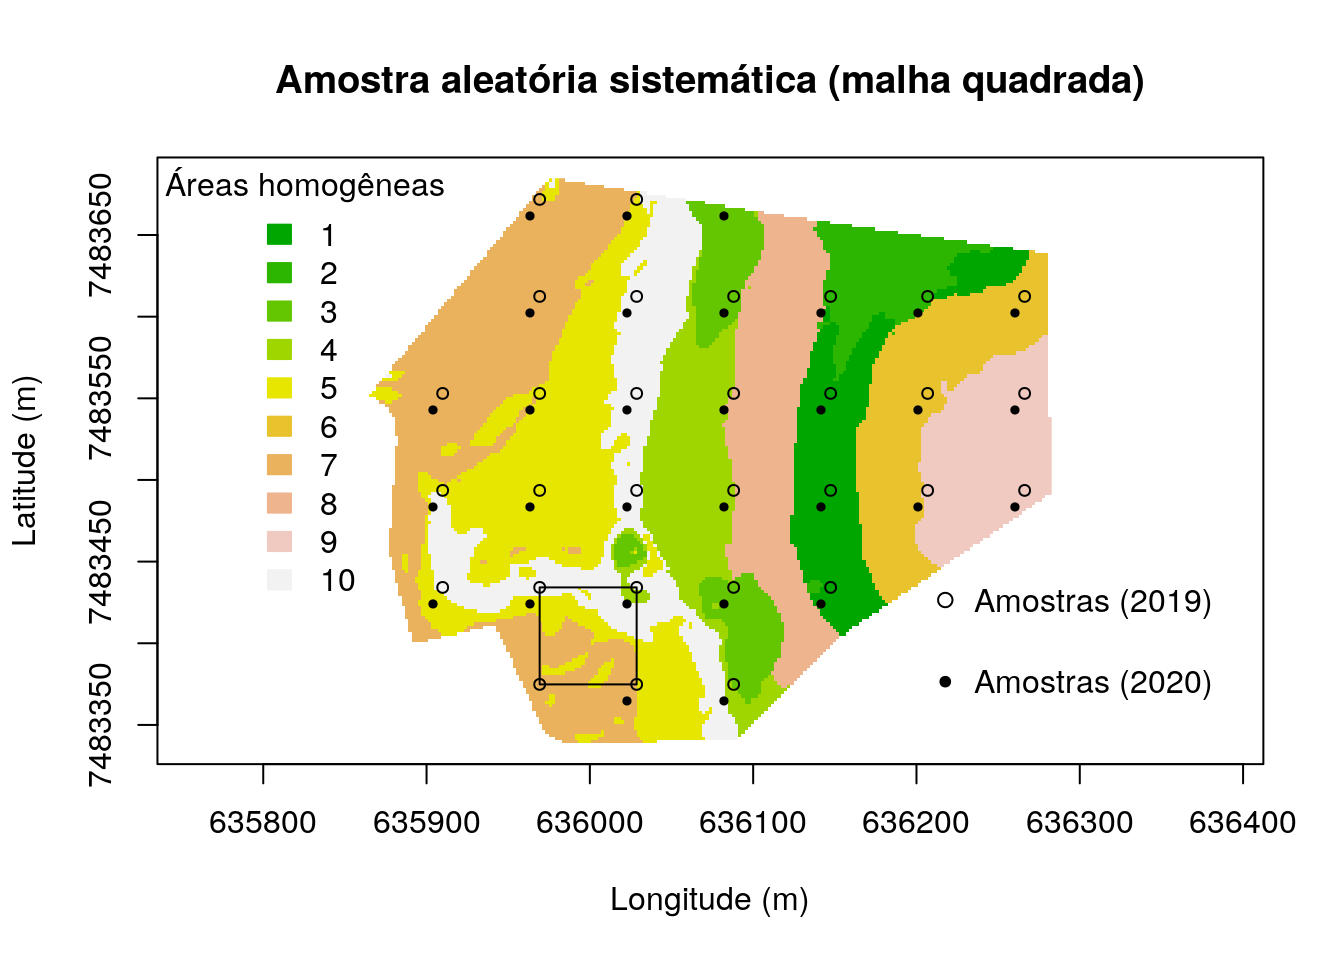 Amostra aleatória sistemática (malha quadrada)
Áreas homogêneas
1
2
3
4
5
6
7
8
9
10
Amostras (2019)
Amostras (2020)
Latitude (m)
7483650
7483550
7483450
7483350
635800 635900 636000 636100 636200 636300 636400
Longitude (m)